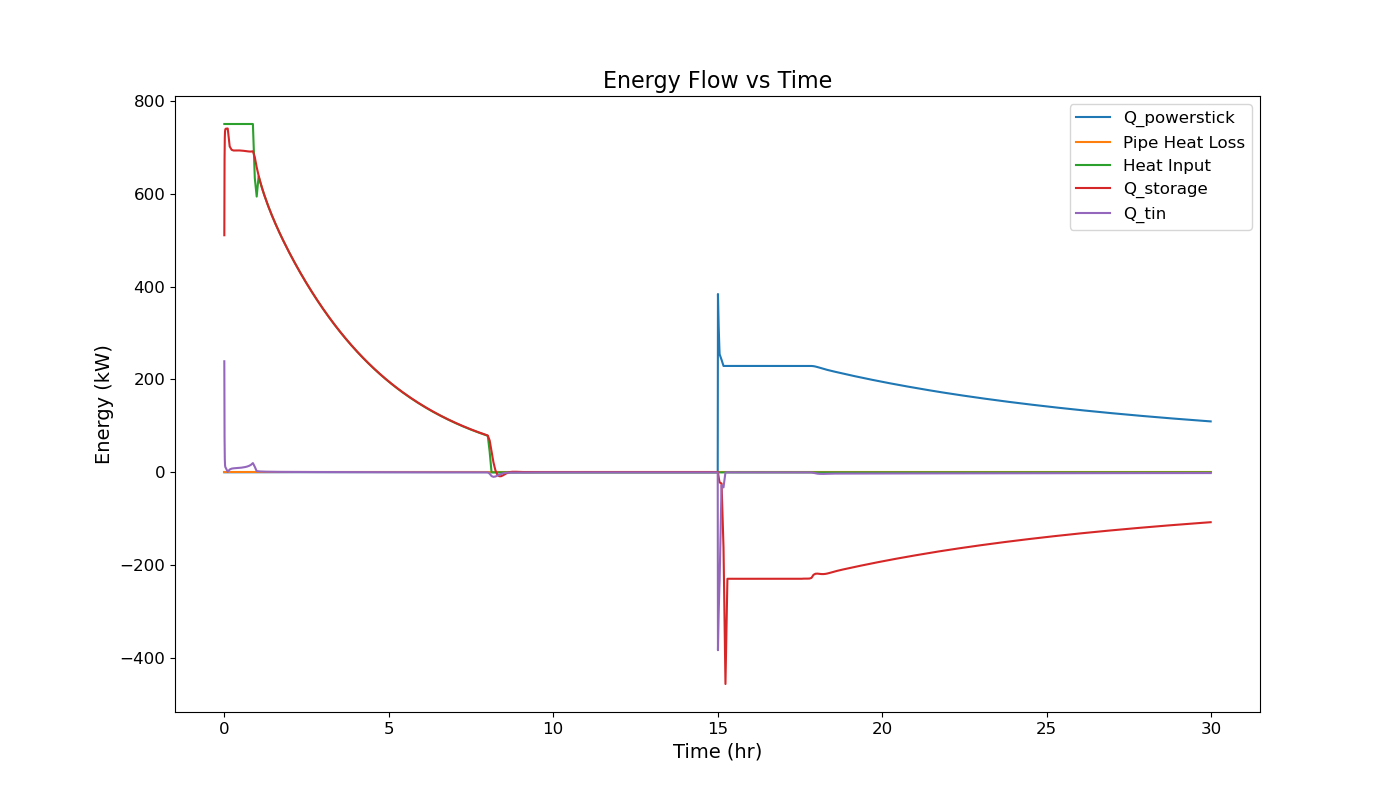 Energy Flow vs Time
Energy (kW)
800
600
400
200
0
−200
−400
Q_powerstick
Pipe Heat Loss
Heat Input
Q_storage
Q_tin
0 5 10 15 20 25 30
Time (hr)